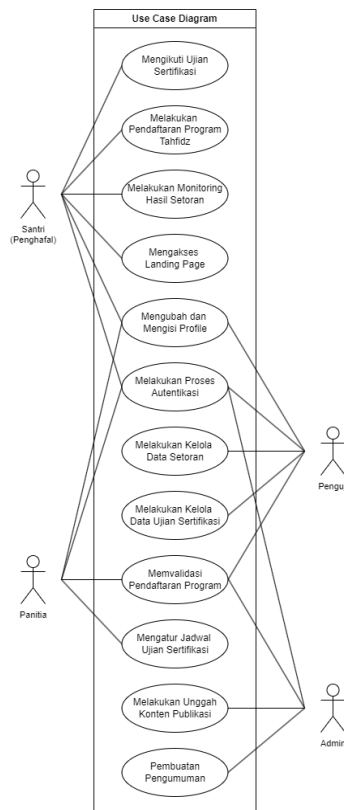 Use Case Diagram
Mengikuti Ujian
Sertifikasi
Melakukan
Pendaftaran Program
Tahfidz
Melakukan Monitoring
Hasil Setoran
Santri
(Penghafal)
Mengakses
Landing Page
Mengubah dan
Mengisi Profile
Melakukan Proses
Autentikasi
Melakukan Kelola
Data Setoran
Penguj
Melakukan Kelola
Data Ujian Sertifikasi
Memvalidasi
Pendaftaran Program
Panitia
Mengatur Jadwal
Ujian Sertifikasi
Melakukan Unggah
Konten Publikasi
Admin
Pembuatan
Pengumuman